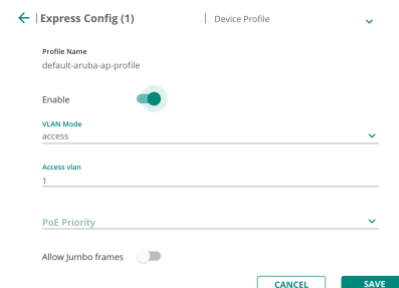 Express Config (1)
Device Profile
Profile Name
default-aruba-ap-profile
Enable
VLAN Mode
access
Access vlan
1
PoE Priority
Allow Jumbo frames
CANCEL
SAVE